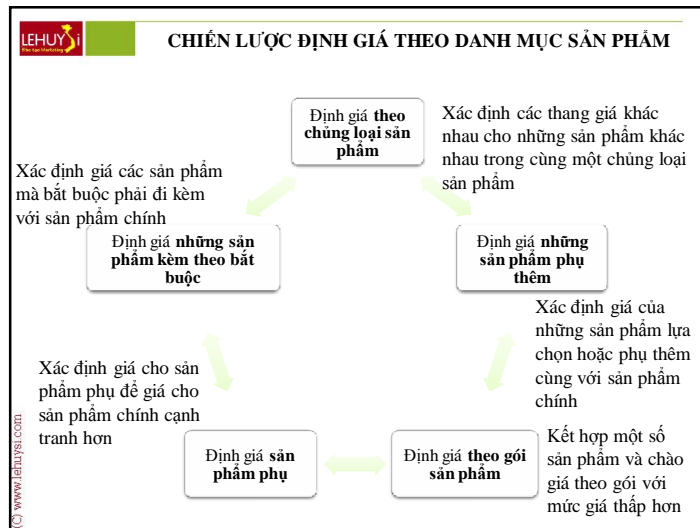 LEHUYSi
Đào tạo Marketing
CHIẾN LƯỢC ĐỊNH GIÁ THEO DANH MỤC SẢN PHẨM
Định giá theo
chủng loại sản
phẩm
Xác định các thang giá khác
nhau cho những sản phẩm khác
nhau trong cùng một chủng loại
sản phẩm
Xác định giá các sản phẩm
mà bắt buộc phải đi kèm
với sản phẩm chính
Định giá những sản
phẩm kèm theo bắt
buộc
Định giá những
sản phẩm phụ
thêm
Xác định giá của
những sản phẩm lựa
chọn hoặc phụ thêm
cùng với sản phẩm
chính
Xác định giá cho sản
phẩm phụ để giá cho
sản phẩm chính cạnh
tranh hơn
Định giá sản
phẩm phụ
Định giá theo gói
sản phẩm
Kết hợp một số
sản phẩm và chào
giá theo gói với
mức giá thấp hơn
(C) www.lehuysi.com